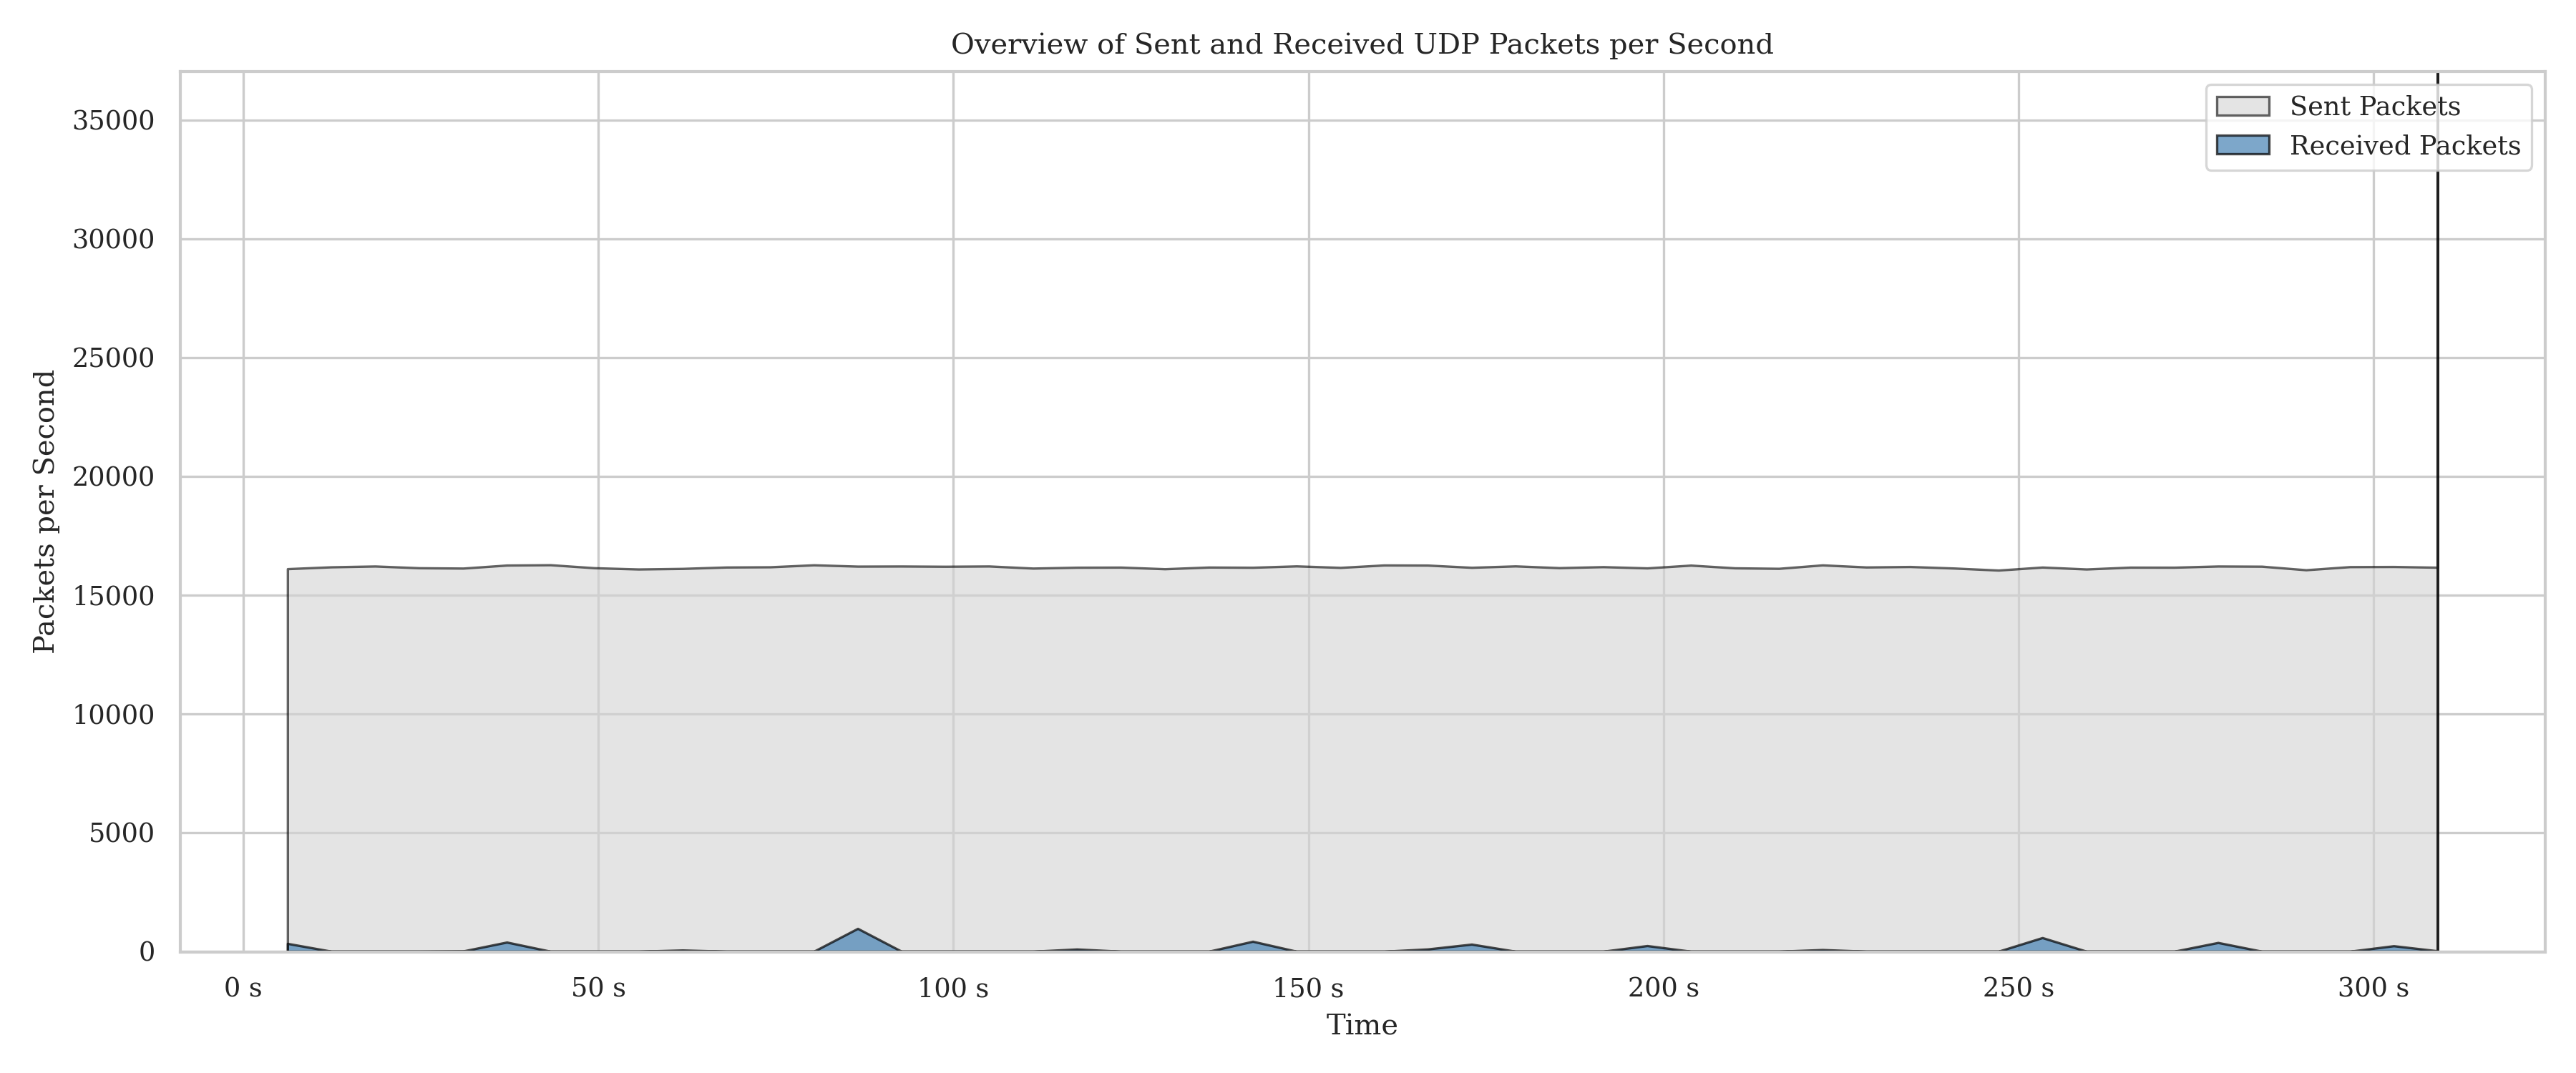 Overview of Sent and Received UDP Packets per Second
Sent Packets
Received Packets
Packets per Second
35000
30000
25000
20000
15000
10000
5000
0
0 s
50 s
100 s
150 s
200 s
250 s
300 s
Time